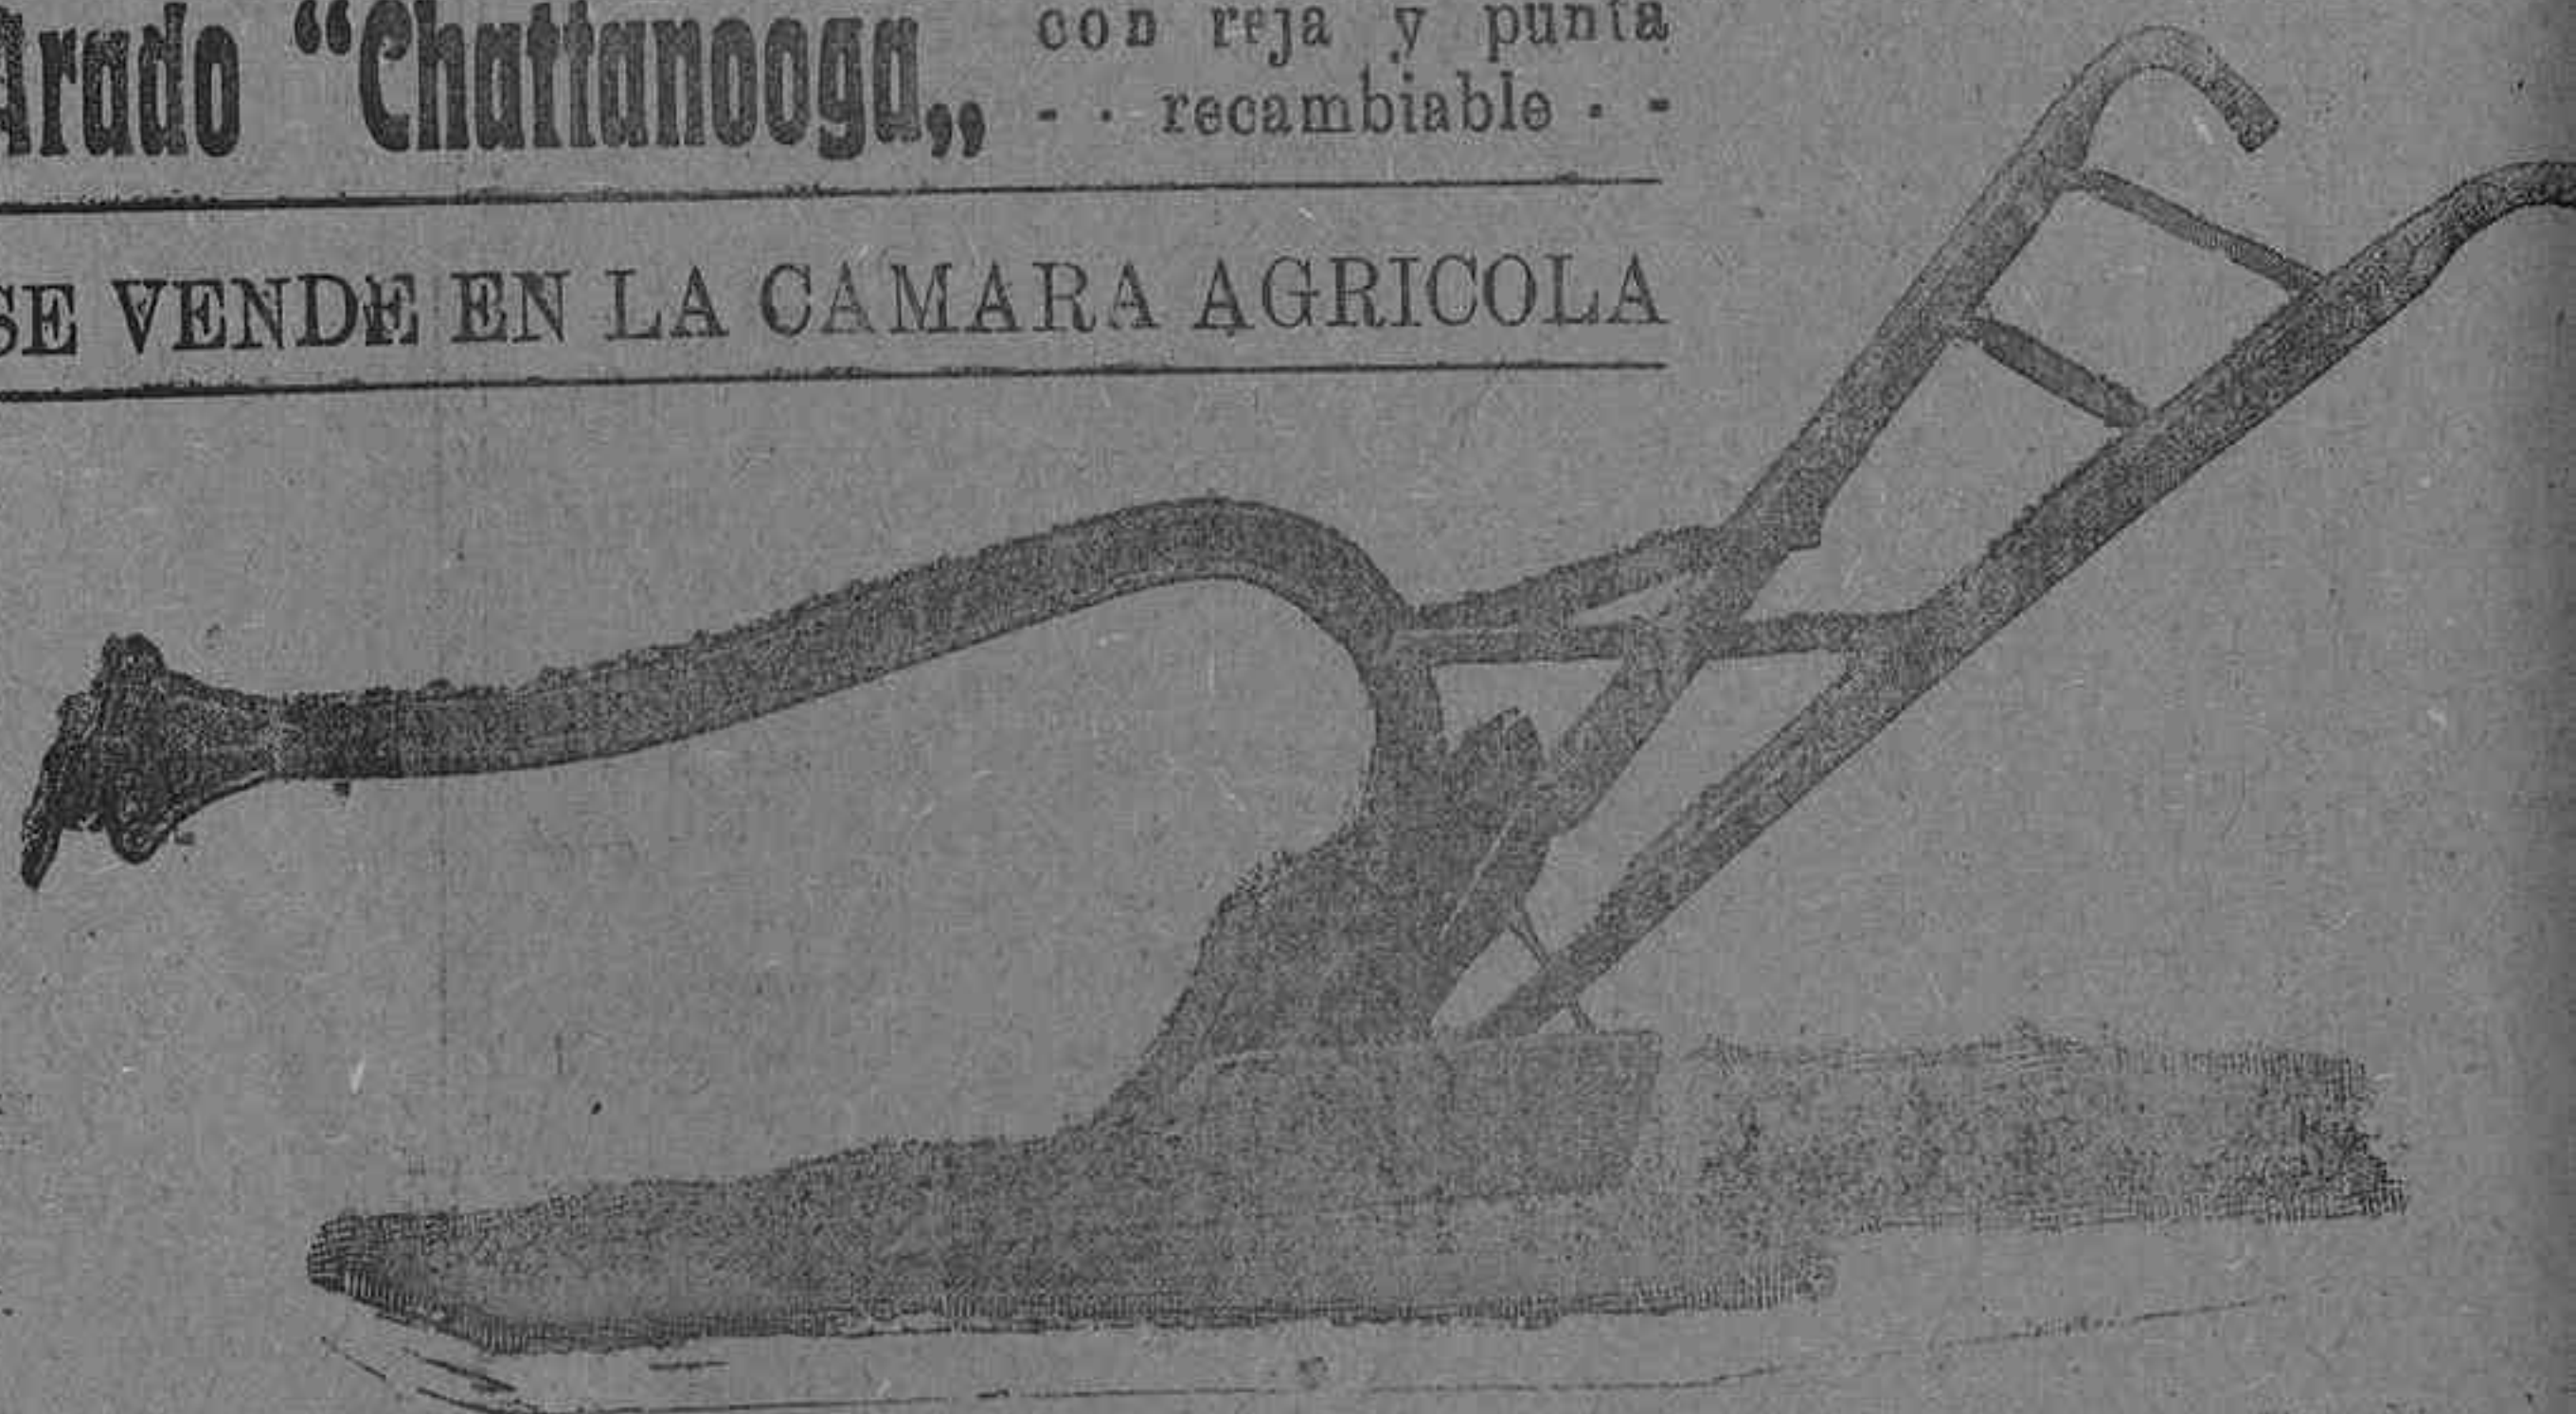 Arado “Chattanooga„
con reja y punta
- · recambiable · -
SE VENDE EN LA CAMARA AGRICOLA